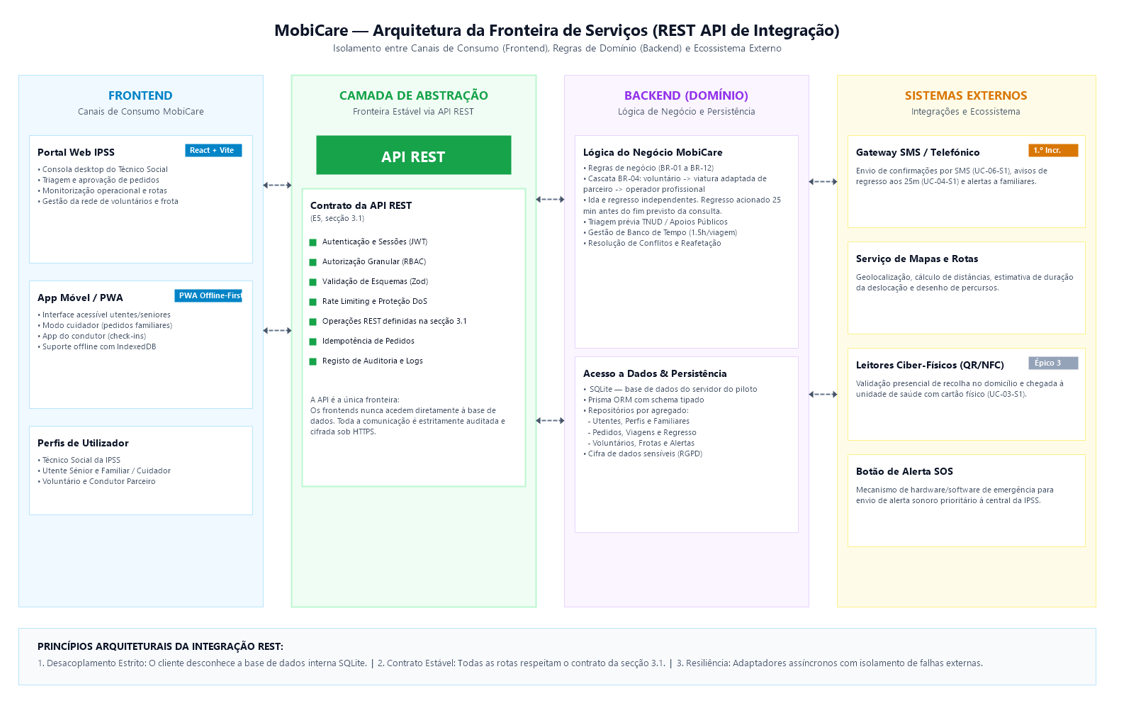 MobiCare — Arquitetura da Fronteira de Serviços (REST API de Integração)
Isolamento entre Canais de Consumo (Frontend), Regras de Domínio (Backend) e Ecossistema Externo
FRONTEND
Canais de Consumo MobiCare
Portal Web IPSS
React + Vite
• Consola desktop do Técnico Social
• Triagem e aprovação de pedidos
• Monitorização operacional e rotas
• Gestão da rede de voluntários e frota
App Móvel / PWA
PWA Offline-First
• Interface acessível utentes/seniores
• Modo cuidador (pedidos familiares)
• App do condutor (check-ins)
• Suporte offline com IndexedDB
Perfis de Utilizador
• Técnico Social da IPSS
• Utente Sénior e Familiar / Cuidador
• Voluntário e Condutor Parceiro
CAMADA DE ABSTRAÇÃO
Fronteira Estável via API REST
API REST
Contrato da API REST
(E5, secção 3.1)
Autenticação e Sessões (JWT)
Autorização Granular (RBAC)
Validação de Esquemas (Zod)
Rate Limiting e Proteção DoS
Operações REST definidas na secção 3.1
Idempotência de Pedidos
Registo de Auditoria e Logs
A API é a única fronteira:
Os frontends nunca acedem diretamente à base de
dados. Toda a comunicação é estritamente auditada e
cifrada sob HTTPS.
BACKEND (DOMÍNIO)
Lógica de Negócio e Persistência
Lógica do Negócio MobiCare
• Regras de negócio (BR-01 a BR-12)
• Cascata BR-04: voluntário -> viatura adaptada de
parceiro -> operador profissional
• Ida e regresso independentes. Regresso acionado 25
min antes do fim previsto da consulta.
• Triagem prévia TNUD / Apoios Públicos
• Gestão de Banco de Tempo (1.5h/viagem)
• Resolução de Conflitos e Reafetação
Acesso a Dados & Persistência
• SQLite — base de dados do servidor do piloto
• Prisma ORM com schema tipado
• Repositórios por agregado:
- Utentes, Perfis e Familiares
- Pedidos, Viagens e Regresso
- Voluntários, Frotas e Alertas
• Cifra de dados sensíveis (RGPD)
SISTEMAS EXTERNOS
Integrações e Ecossistema
Gateway SMS / Telefónico
1.º Incr.
Envio de confirmações por SMS (UC-06-S1), avisos de
regresso aos 25m (UC-04-S1) e alertas a familiares.
Serviço de Mapas e Rotas
Geolocalização, cálculo de distâncias, estimativa de duração
da deslocação e desenho de percursos.
Leitores Ciber-Físicos (QR/NFC)
Épico 3
Validação presencial de recolha no domicílio e chegada à
unidade de saúde com cartão físico (UC-03-S1).
Botão de Alerta SOS
Mecanismo de hardware/software de emergência para
envio de alerta sonoro prioritário à central da IPSS.
PRINCÍPIOS ARQUITETURAIS DA INTEGRAÇÃO REST:
1. Desacoplamento Estrito: O cliente desconhece a base de dados interna SQLite. | 2. Contrato Estável: Todas as rotas respeitam o contrato da secção 3.1. | 3. Resiliência: Adaptadores assíncronos com isolamento de falhas externas.